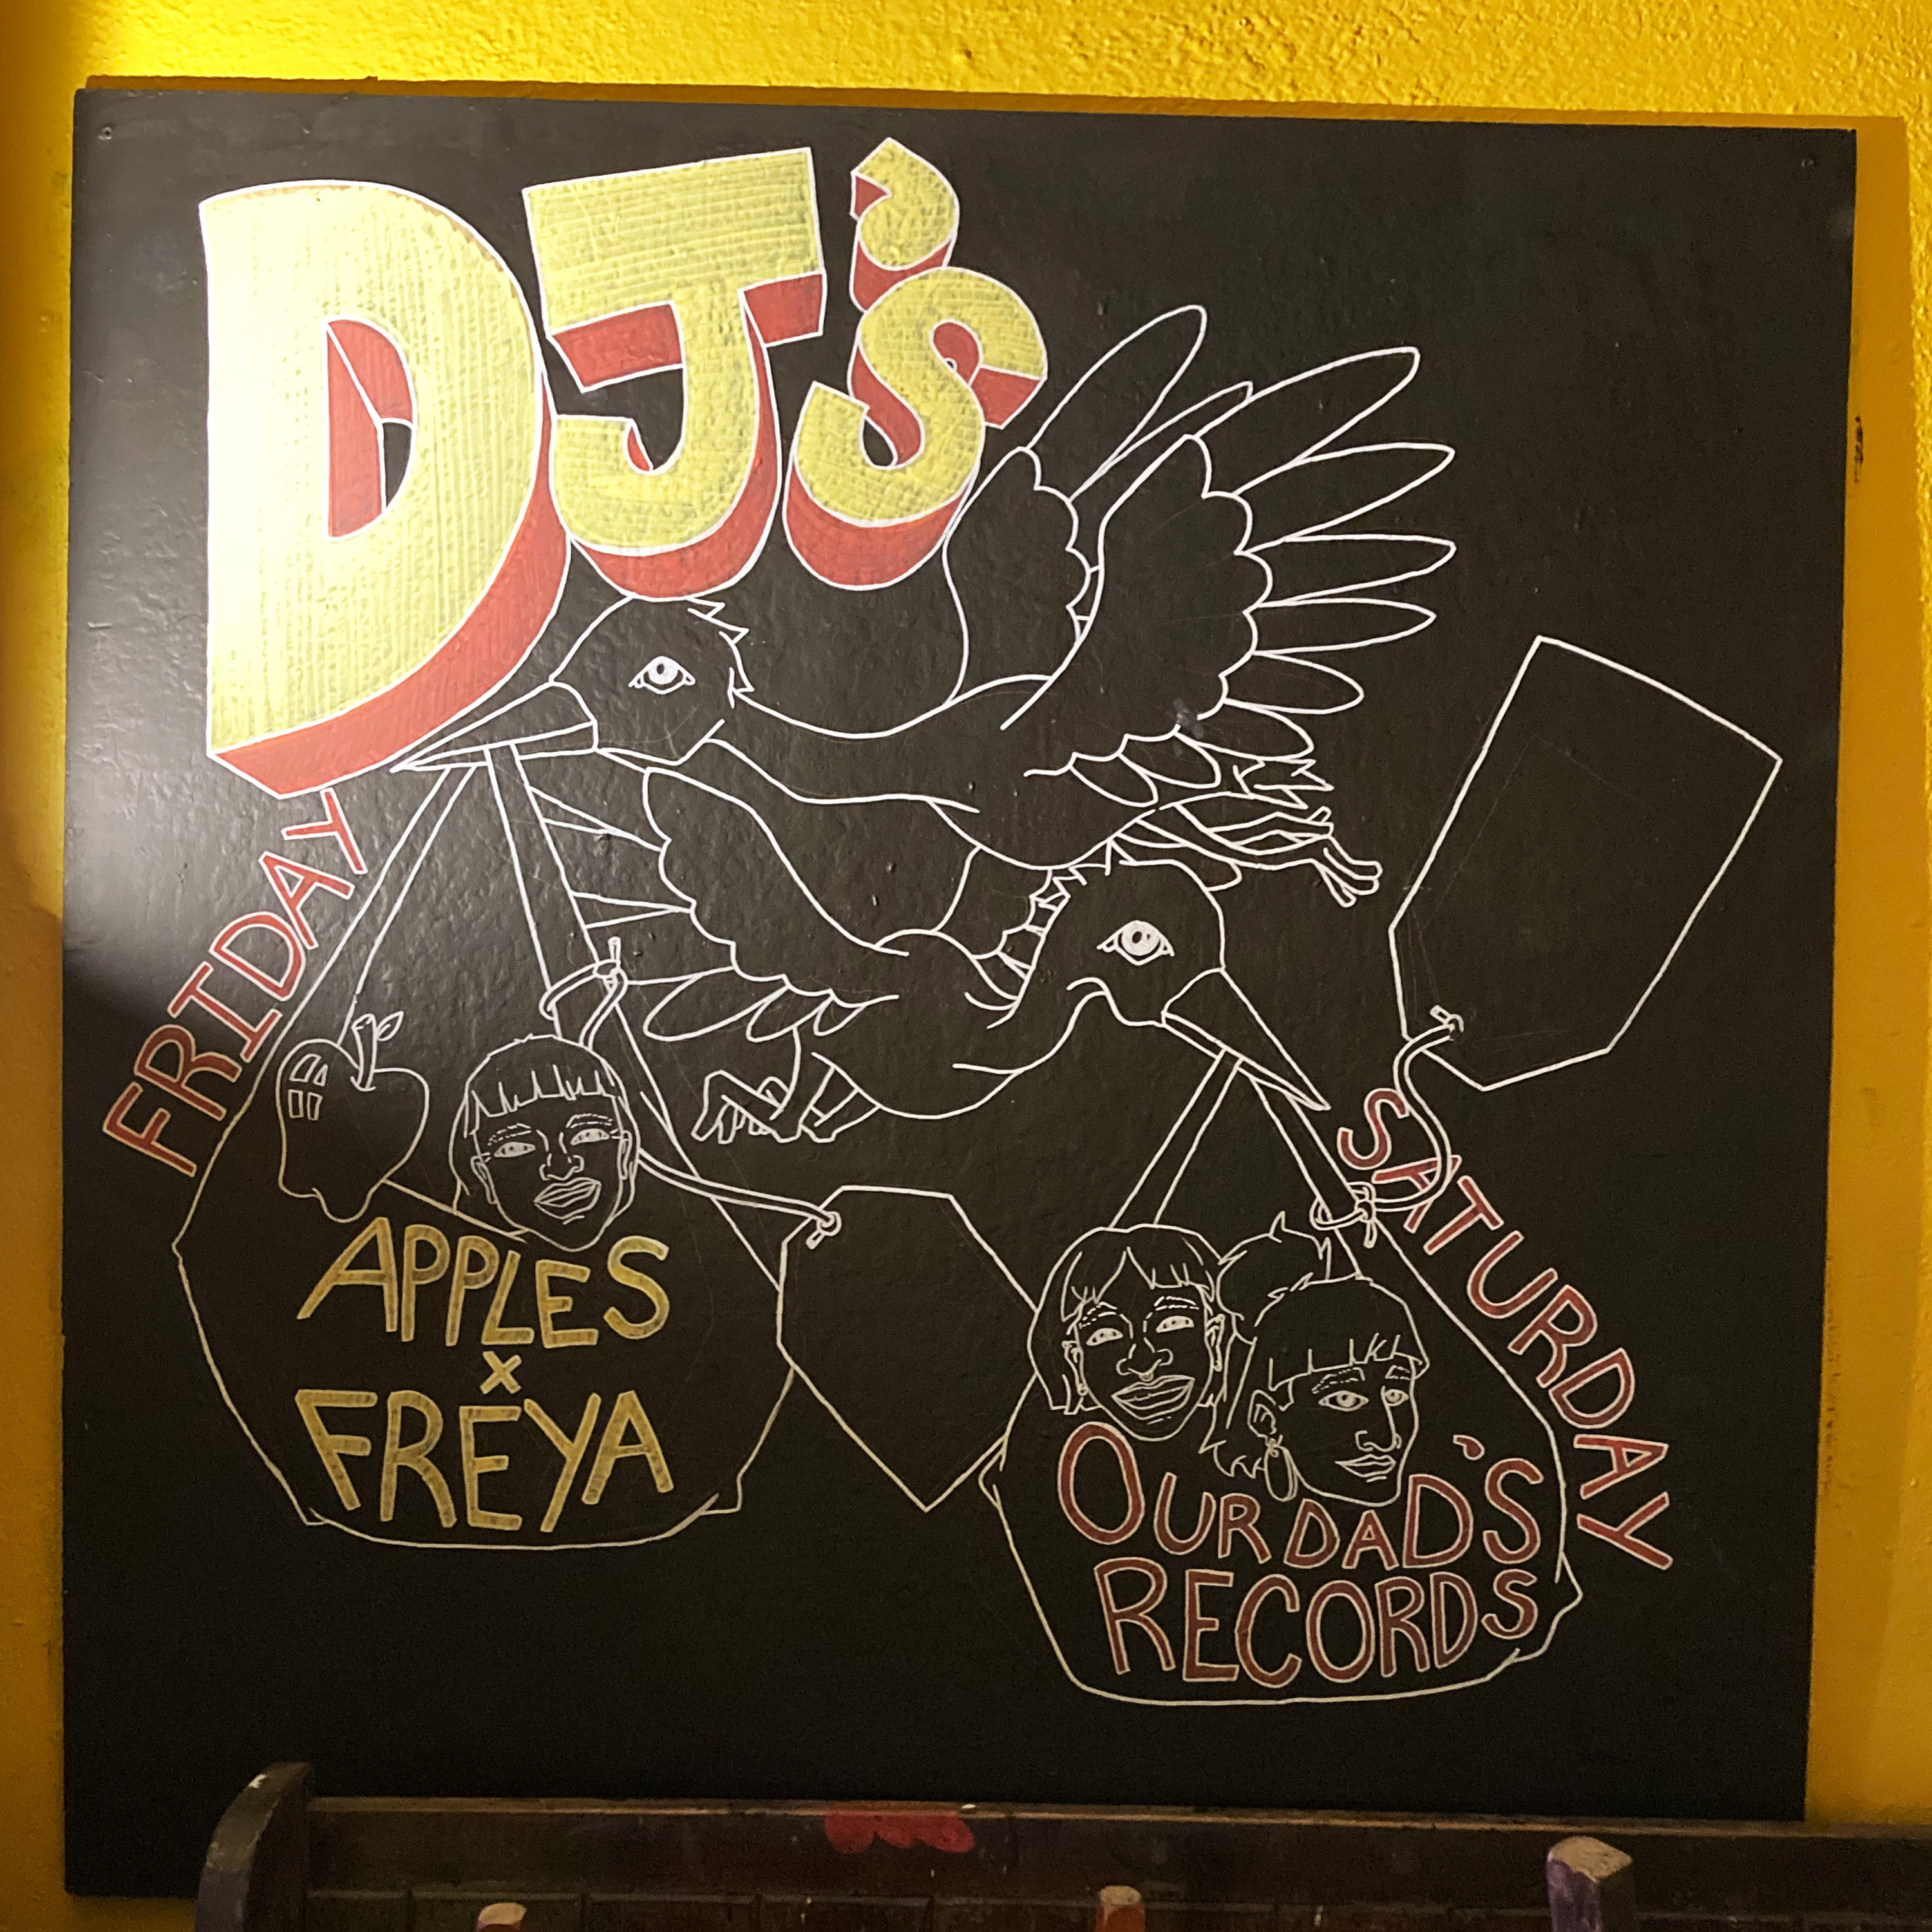 DJ'S
FRIDAY
APPLES
x
FREYA
SATURDAY
OUR DAD'S
RECORDS